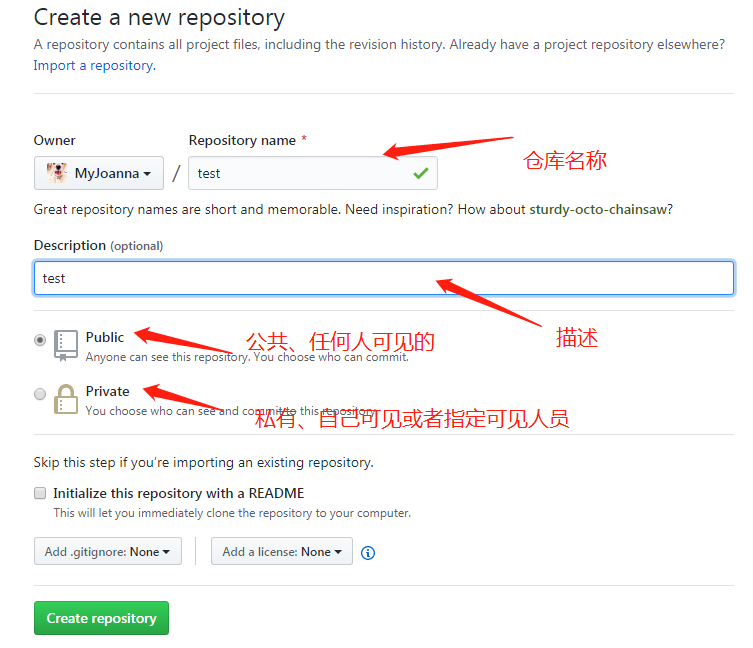 Create a new repository
A repository contains all project files, including the revision history. Already have a project repository elsewhere?
Import a repository.
Owner
Repository name *
MyJoanna / test
仓库名称
Great repository names are short and memorable. Need inspiration? How about sturdy-octo-chainsaw?
Description (optional)
test
描述
Public
公共、任何人可见的
Anyone can see this repository. You choose who can commit.
Private
You choose who can see and commit to this repository.
私有、自己可见或者指定可见人员
Skip this step if you're importing an existing repository.
Initialize this repository with a README
This will let you immediately clone the repository to your computer.
Add .gitignore: None
Add a license: None
Create repository